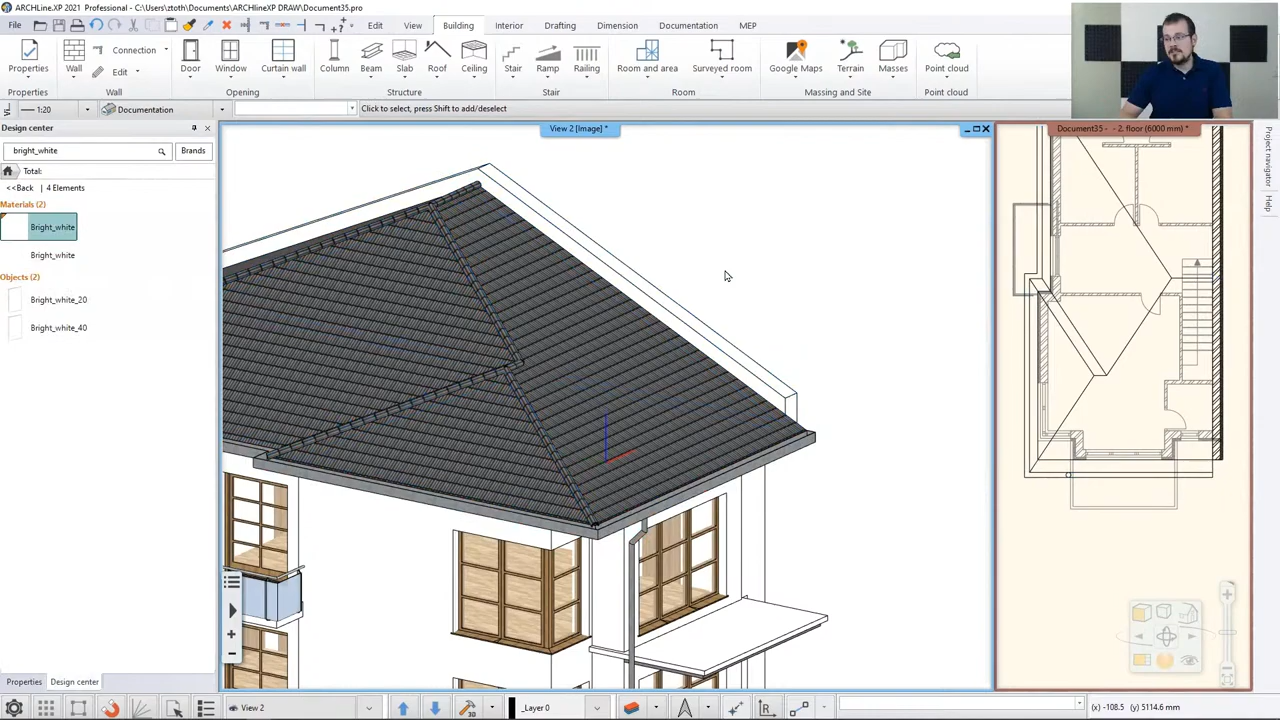 ARCHLine.XP 2021 Professional - C:\Users\ztoth\Documents\ARCHlineXP DRAW\Document35.pro
Edit View Building Interior Drafting Dimension Documentation MEP
Properties Wall Connection Edit Door Window Curtain wall Column Beam Slab Roof Ceiling Stair Ramp Railing Room and area Surveyed room Google Maps Terrain Masses Point cloud
Properties Wall Opening Structure Stair Room Massing and Site Point cloud
1:20 Documentation Click to select, press Shift to add/deselect
Design center
bright_white Brands
Total:
<<Back | 4 Elements
Materials (2)
Bright_white
Bright_white
Objects (2)
Bright_white_20
Bright_white_40
View 2 [Image] *
Document35 - - 2. floor (6000 mm) *
Project navigator
Help
Properties Design center
View 2 _Layer 0 (x) -108.5 (y) 5114.6 mm